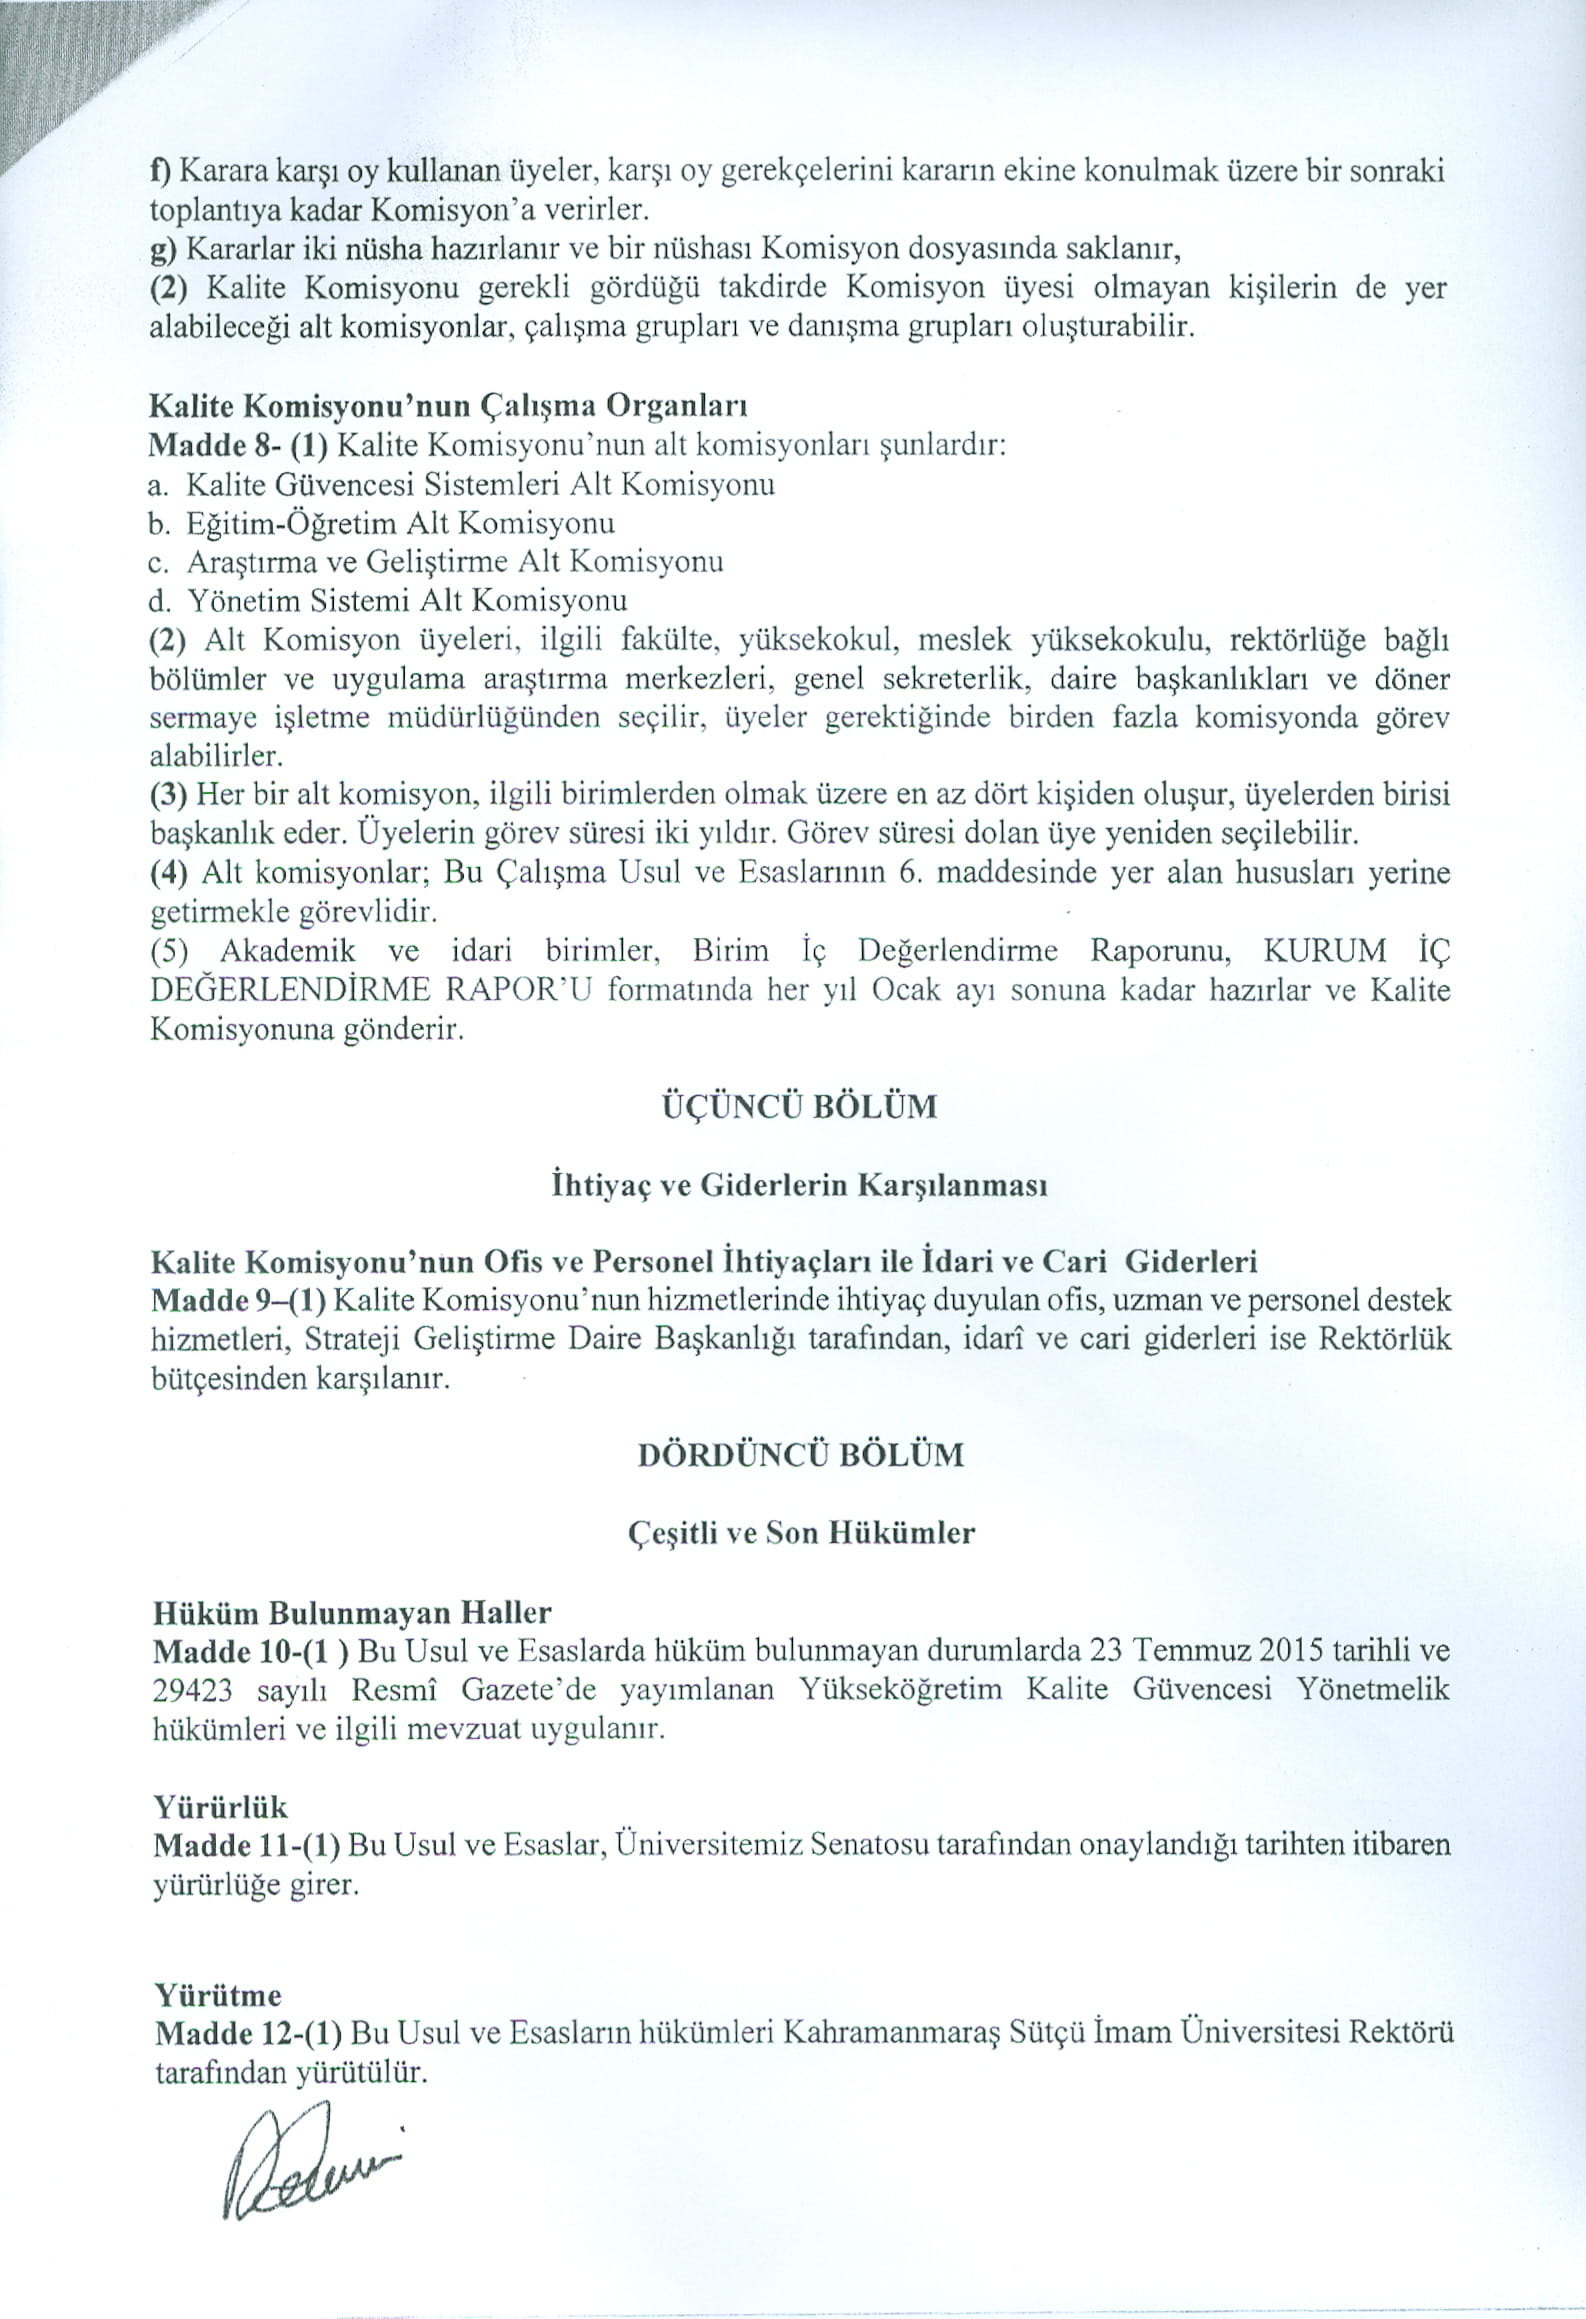 f) Karara karşı oy kullanan üyeler, karşı oy gerekçelerini kararın ekine konulmak üzere bir sonraki
toplantıya kadar Komisyon’a verirler.
g) Kararlar iki nüsha hazırlanır ve bir nüshası Komisyon dosyasında saklanır,
(2) Kalite Komisyonu gerekli gördüğü takdirde Komisyon üyesi olmayan kişilerin de yer
alabileceği alt komisyonlar, çalışma grupları ve danışma grupları oluşturabilir.
Kalite Komisyonu’nun Çalışma Organları
Madde 8- (1) Kalite Komisyonu’nun alt komisyonları şunlardır:
a. Kalite Güvencesi Sistemleri Alt Komisyonu
b. Eğitim-Öğretim Alt Komisyonu
c. Araştırma ve Geliştirme Alt Komisyonu
d. Yönetim Sistemi Alt Komisyonu
(2) Alt Komisyon üyeleri, ilgili fakülte, yüksekokul, meslek yüksekokulu, rektörlüğe bağlı
bölümler ve uygulama araştırma merkezleri, genel sekreterlik, daire başkanlıkları ve döner
sermaye işletme müdürlüğünden seçilir, üyeler gerektiğinde birden fazla komisyonda görev
alabilirler.
(3) Her bir alt komisyon, ilgili birimlerden olmak üzere en az dört kişiden oluşur, üyelerden birisi
başkanlık eder. Üyelerin görev süresi iki yıldır. Görev süresi dolan üye yeniden seçilebilir.
(4) Alt komisyonlar; Bu Çalışma Usul ve Esaslarının 6. maddesinde yer alan hususları yerine
getirmekle görevlidir.
(5) Akademik ve idari birimler, Birim İç Değerlendirme Raporunu, KURUM İÇ
DEĞERLENDİRME RAPOR’U formatında her yıl Ocak ayı sonuna kadar hazırlar ve Kalite
Komisyonuna gönderir.
ÜÇÜNCÜ BÖLÜM
İhtiyaç ve Giderlerin Karşılanması
Kalite Komisyonu’nun Ofis ve Personel İhtiyaçları ile İdari ve Cari Giderleri
Madde 9–(1) Kalite Komisyonu’nun hizmetlerinde ihtiyaç duyulan ofis, uzman ve personel destek
hizmetleri, Strateji Geliştirme Daire Başkanlığı tarafından, idarî ve cari giderleri ise Rektörlük
bütçesinden karşılanır.
DÖRDÜNCÜ BÖLÜM
Çeşitli ve Son Hükümler
Hüküm Bulunmayan Haller
Madde 10-(1 ) Bu Usul ve Esaslarda hüküm bulunmayan durumlarda 23 Temmuz 2015 tarihli ve
29423 sayılı Resmî Gazete’de yayımlanan Yükseköğretim Kalite Güvencesi Yönetmelik
hükümleri ve ilgili mevzuat uygulanır.
Yürürlük
Madde 11-(1) Bu Usul ve Esaslar, Üniversitemiz Senatosu tarafından onaylandığı tarihten itibaren
yürürlüğe girer.
Yürütme
Madde 12-(1) Bu Usul ve Esasların hükümleri Kahramanmaraş Sütçü İmam Üniversitesi Rektörü
tarafından yürütülür.